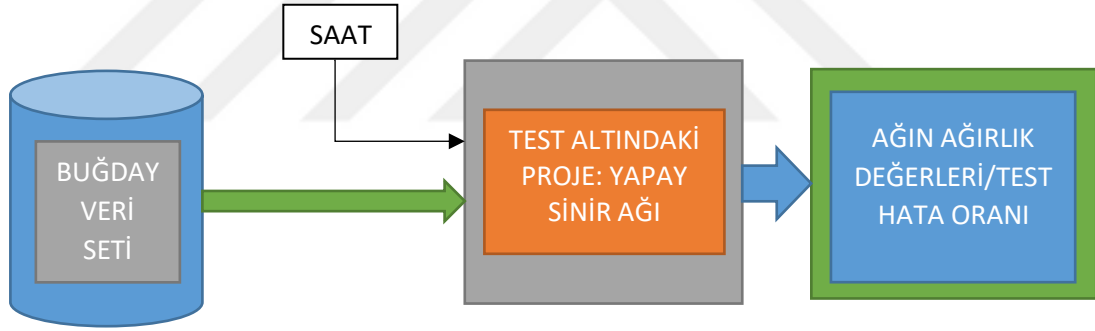 SAAT
BUĞDAY
VERİ
SETİ
TEST ALTINDAKİ
PROJE: YAPAY
SİNİR AĞI
AĞIN AĞIRLIK
DEĞERLERİ/TEST
HATA ORANI